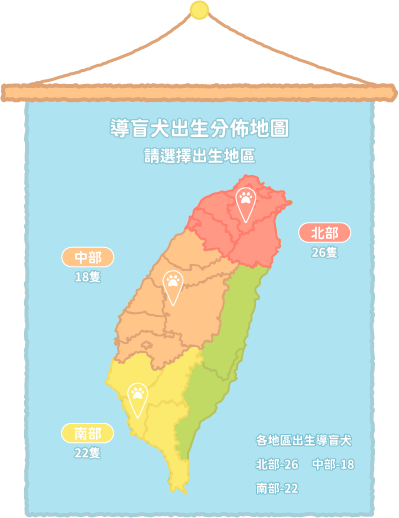 導盲犬出生分佈地圖
請選擇出生地區
北部
26隻
中部
18隻
南部
22隻
各地區出生導盲犬
北部-26 中部-18
南部-22